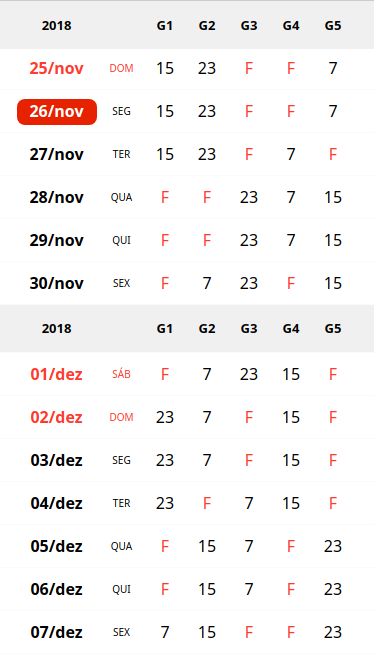 2018 G1 G2 G3 G4 G5
25/nov DOM 15 23 F F 7
26/nov SEG 15 23 F F 7
27/nov TER 15 23 F 7 F
28/nov QUA F F 23 7 15
29/nov QUI F F 23 7 15
30/nov SEX F 7 23 F 15
2018 G1 G2 G3 G4 G5
01/dez SÁB F 7 23 15 F
02/dez DOM 23 7 F 15 F
03/dez SEG 23 7 F 15 F
04/dez TER 23 F 7 15 F
05/dez QUA F 15 7 F 23
06/dez QUI F 15 7 F 23
07/dez SEX 7 15 F F 23